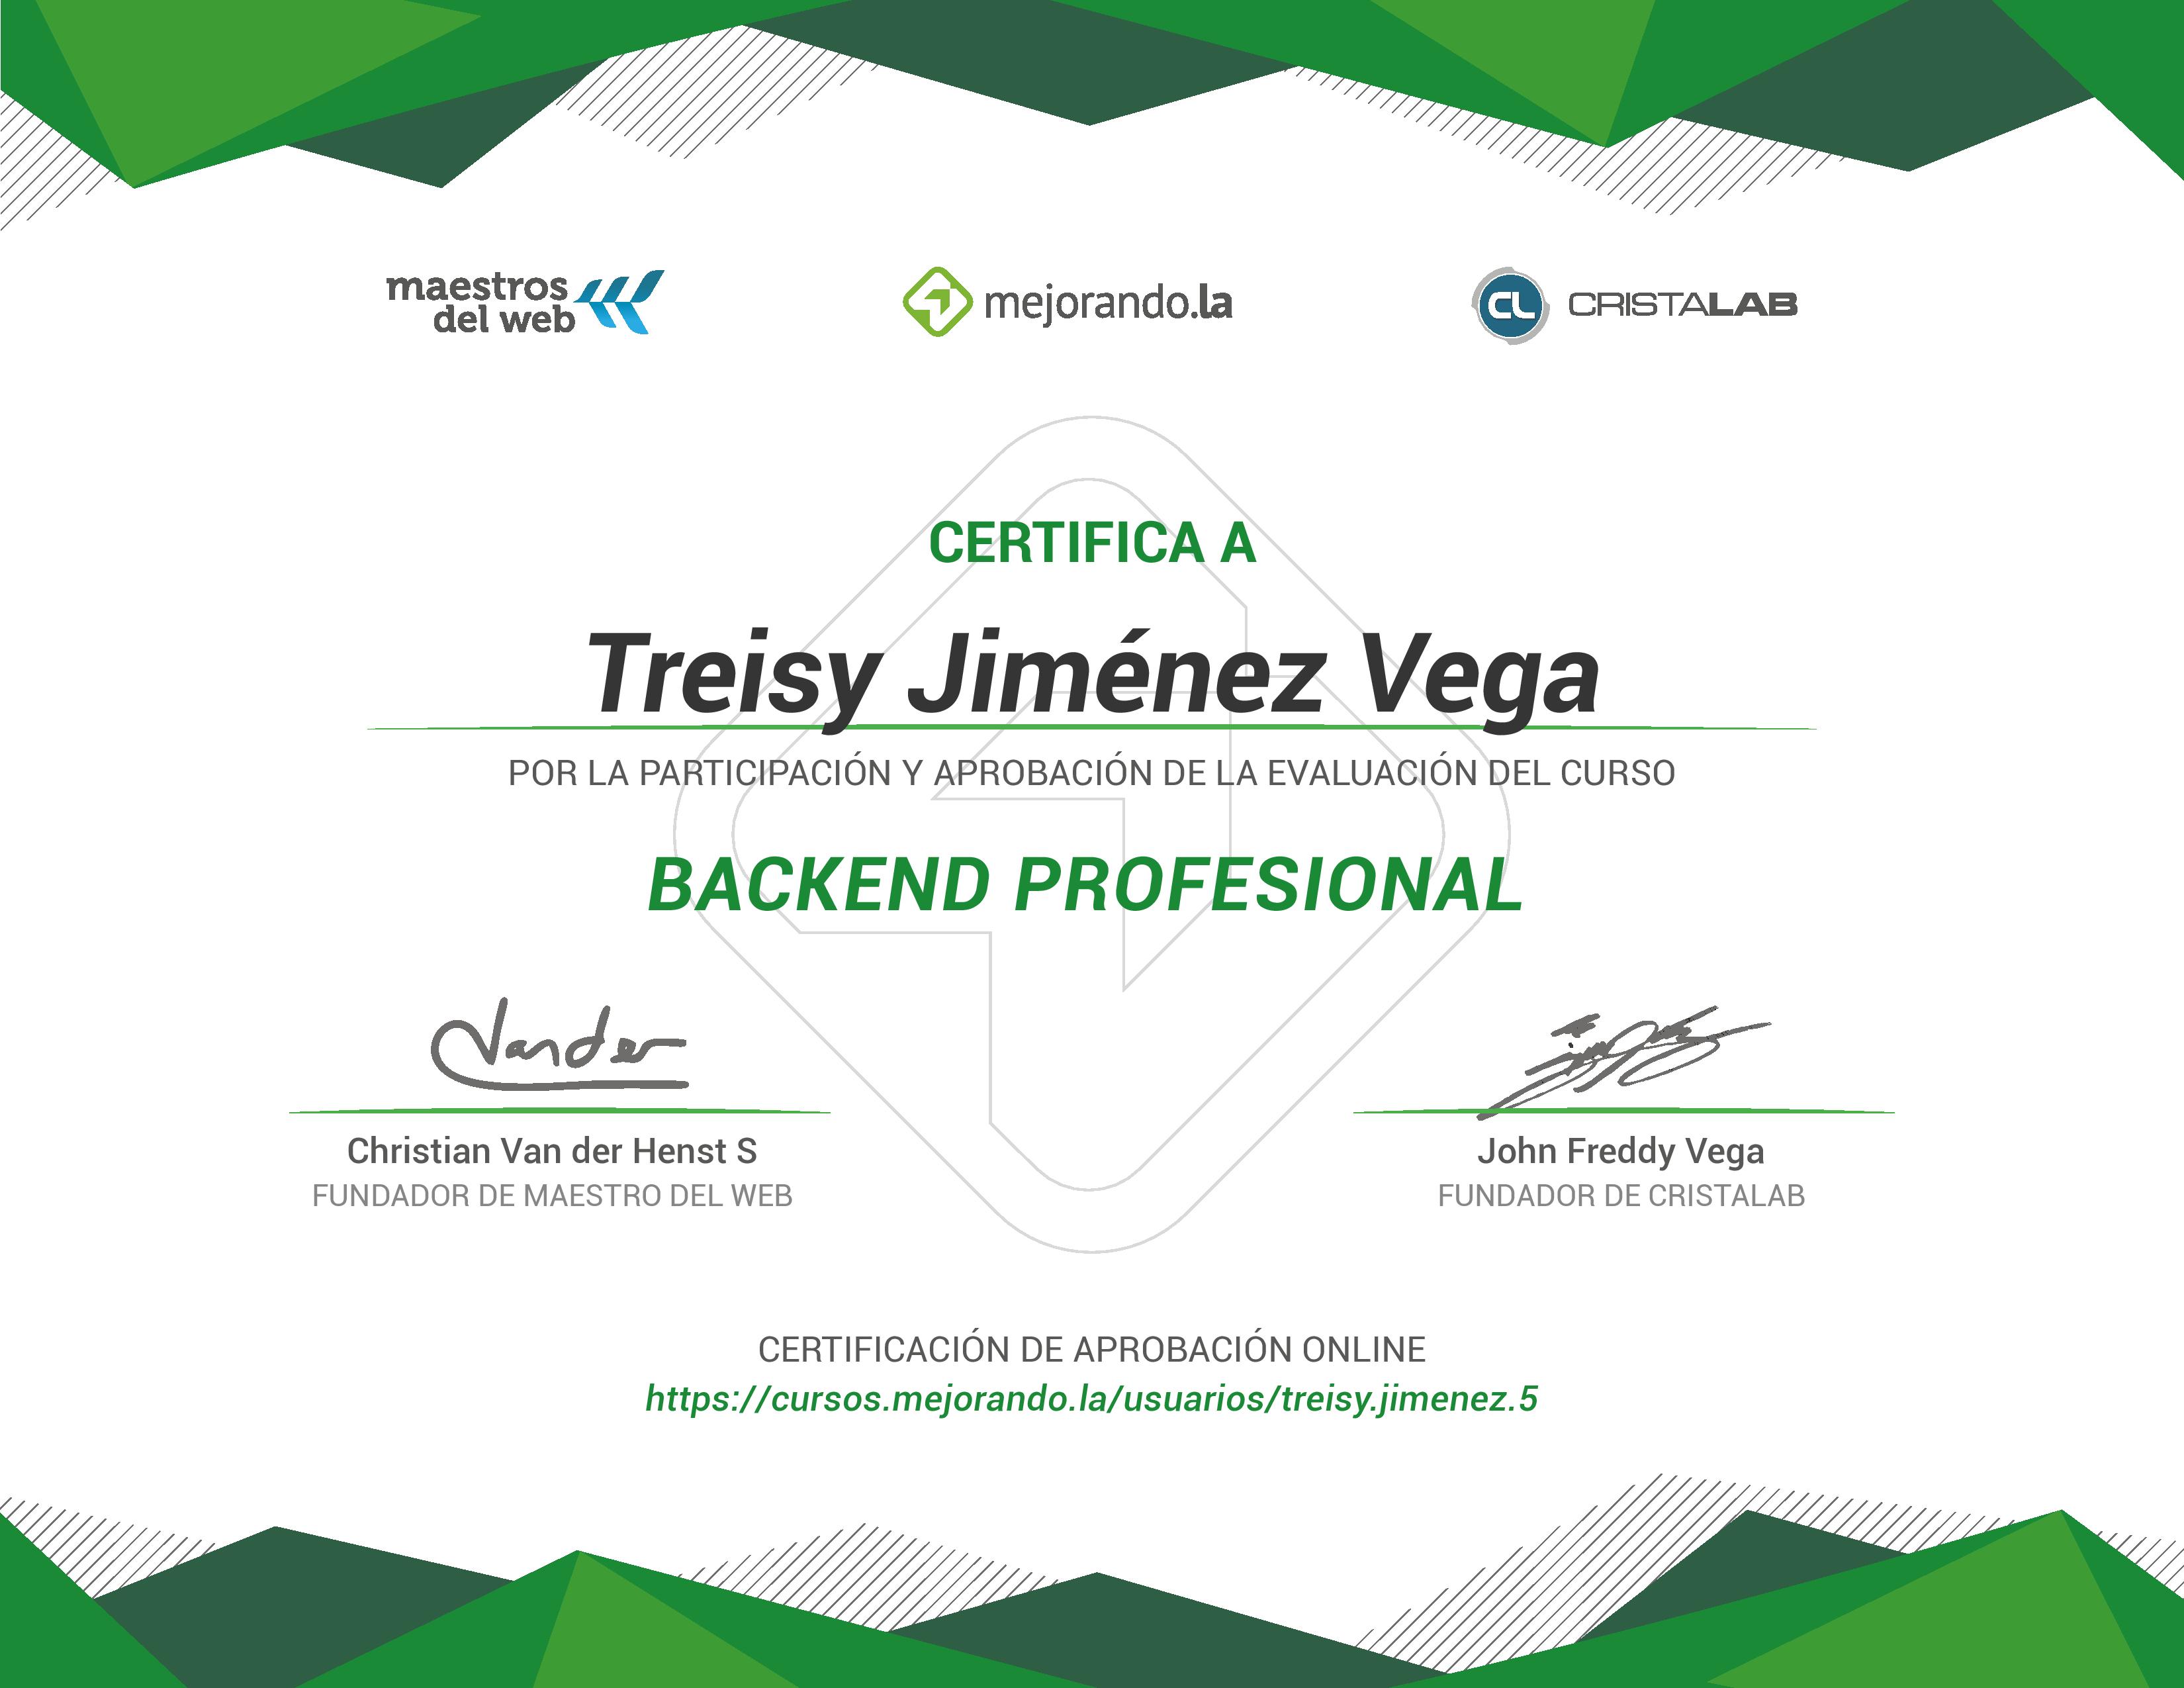 maestros
del web
mejorando.la
CL CRISTALAB
CERTIFICA A
Treisy Jiménez Vega
POR LA PARTICIPACIÓN Y APROBACIÓN DE LA EVALUACIÓN DEL CURSO
BACKEND PROFESIONAL
Vander
Christian Van der Henst S
FUNDADOR DE MAESTRO DEL WEB
John Freddy Vega
FUNDADOR DE CRISTALAB
CERTIFICACIÓN DE APROBACIÓN ONLINE
https://cursos.mejorando.la/usuarios/treisy.jimenez.5